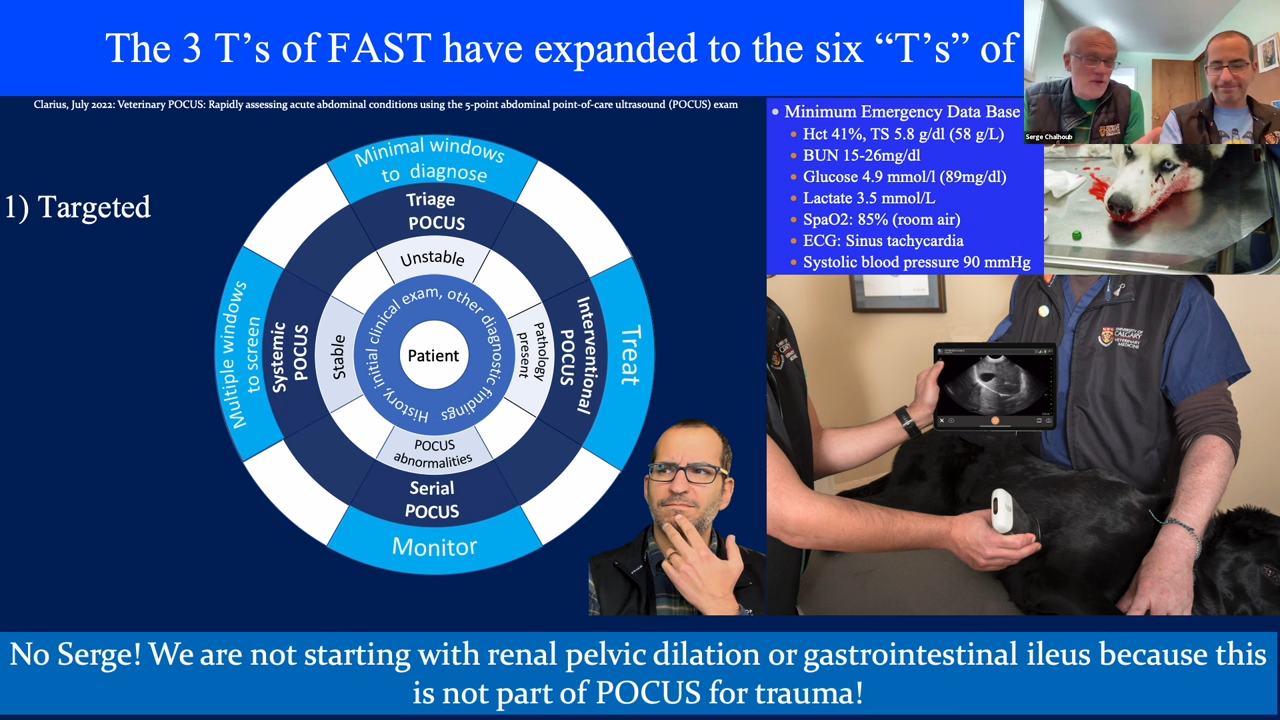 The 3 T’s of FAST have expanded to the six “T’s” of
Clarius, July 2022: Veterinary POCUS: Rapidly assessing acute abdominal conditions using the 5-point abdominal point-of-care ultrasound (POCUS) exam
1) Targeted
Minimal windows
to diagnose
Triage
POCUS
Unstable
Multiple windows
to screen
Systemic
POCUS
Stable
History, Initial clinical exam, other diagnostic findings
Patient
Pathology
present
Interventional
POCUS
Treat
POCUS
abnormalities
Serial
POCUS
Monitor
Minimum Emergency Data Base
Hct 41%, TS 5.8 g/dl (58 g/L)
BUN 15-26mg/dl
Glucose 4.9 mmol/l (89mg/dl)
Lactate 3.5 mmol/L
SpaO2: 85% (room air)
ECG: Sinus tachycardia
Systolic blood pressure 90 mmHg
Serge Chalhoub
UNIVERSITY OF
CALGARY
VETERINARY
MEDICINE
No Serge! We are not starting with renal pelvic dilation or gastrointestinal ileus because this
is not part of POCUS for trauma!